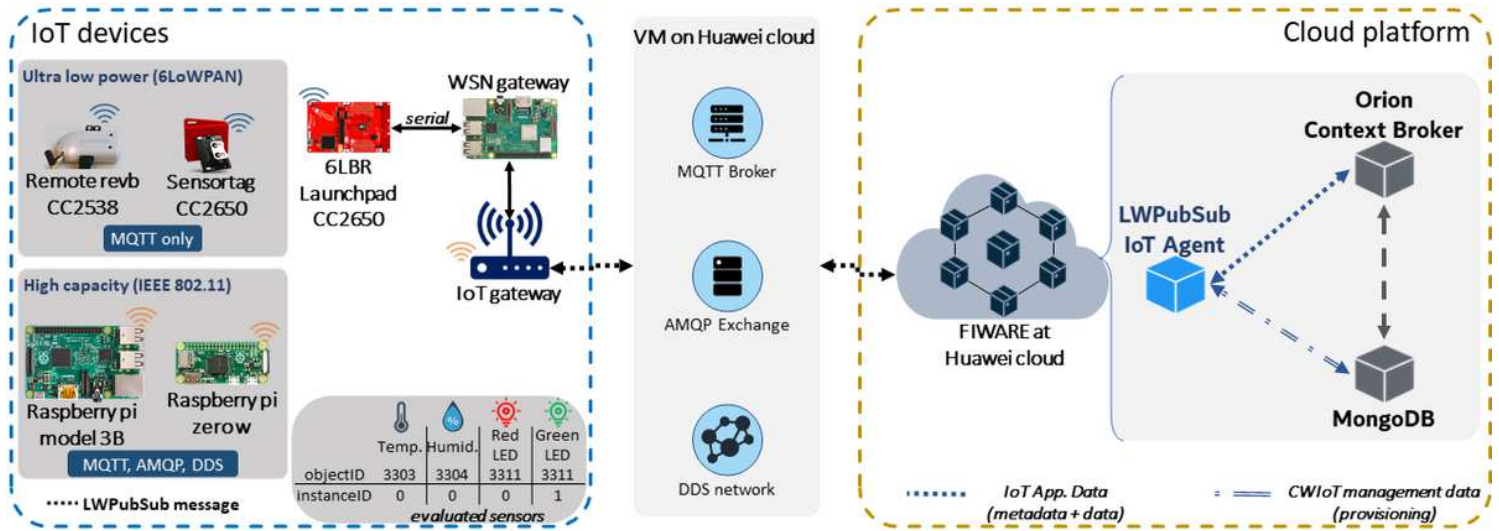 IoT devices
Ultra low power (6LoWPAN)
Remote revb
CC2538
Sensortag
CC2650
MQTT only
6LBR
Launchpad
CC2650
serial
WSN gateway
IoT gateway
High capacity (IEEE 802.11)
Raspberry pi
model 3B
Raspberry pi
zero w
MQTT, AMQP, DDS
LWPubSub message
Temp. Humid. Red LED Green LED
objectID 3303 3304 3311 3311
instanceID 0 0 0 1
evaluated sensors
VM on Huawei cloud
MQTT Broker
AMQP Exchange
DDS network
Cloud platform
FIWARE at
Huawei cloud
Orion
Context Broker
LWPubSub
IoT Agent
MongoDB
IoT App. Data
(metadata + data)
CWIoT management data
(provisioning)